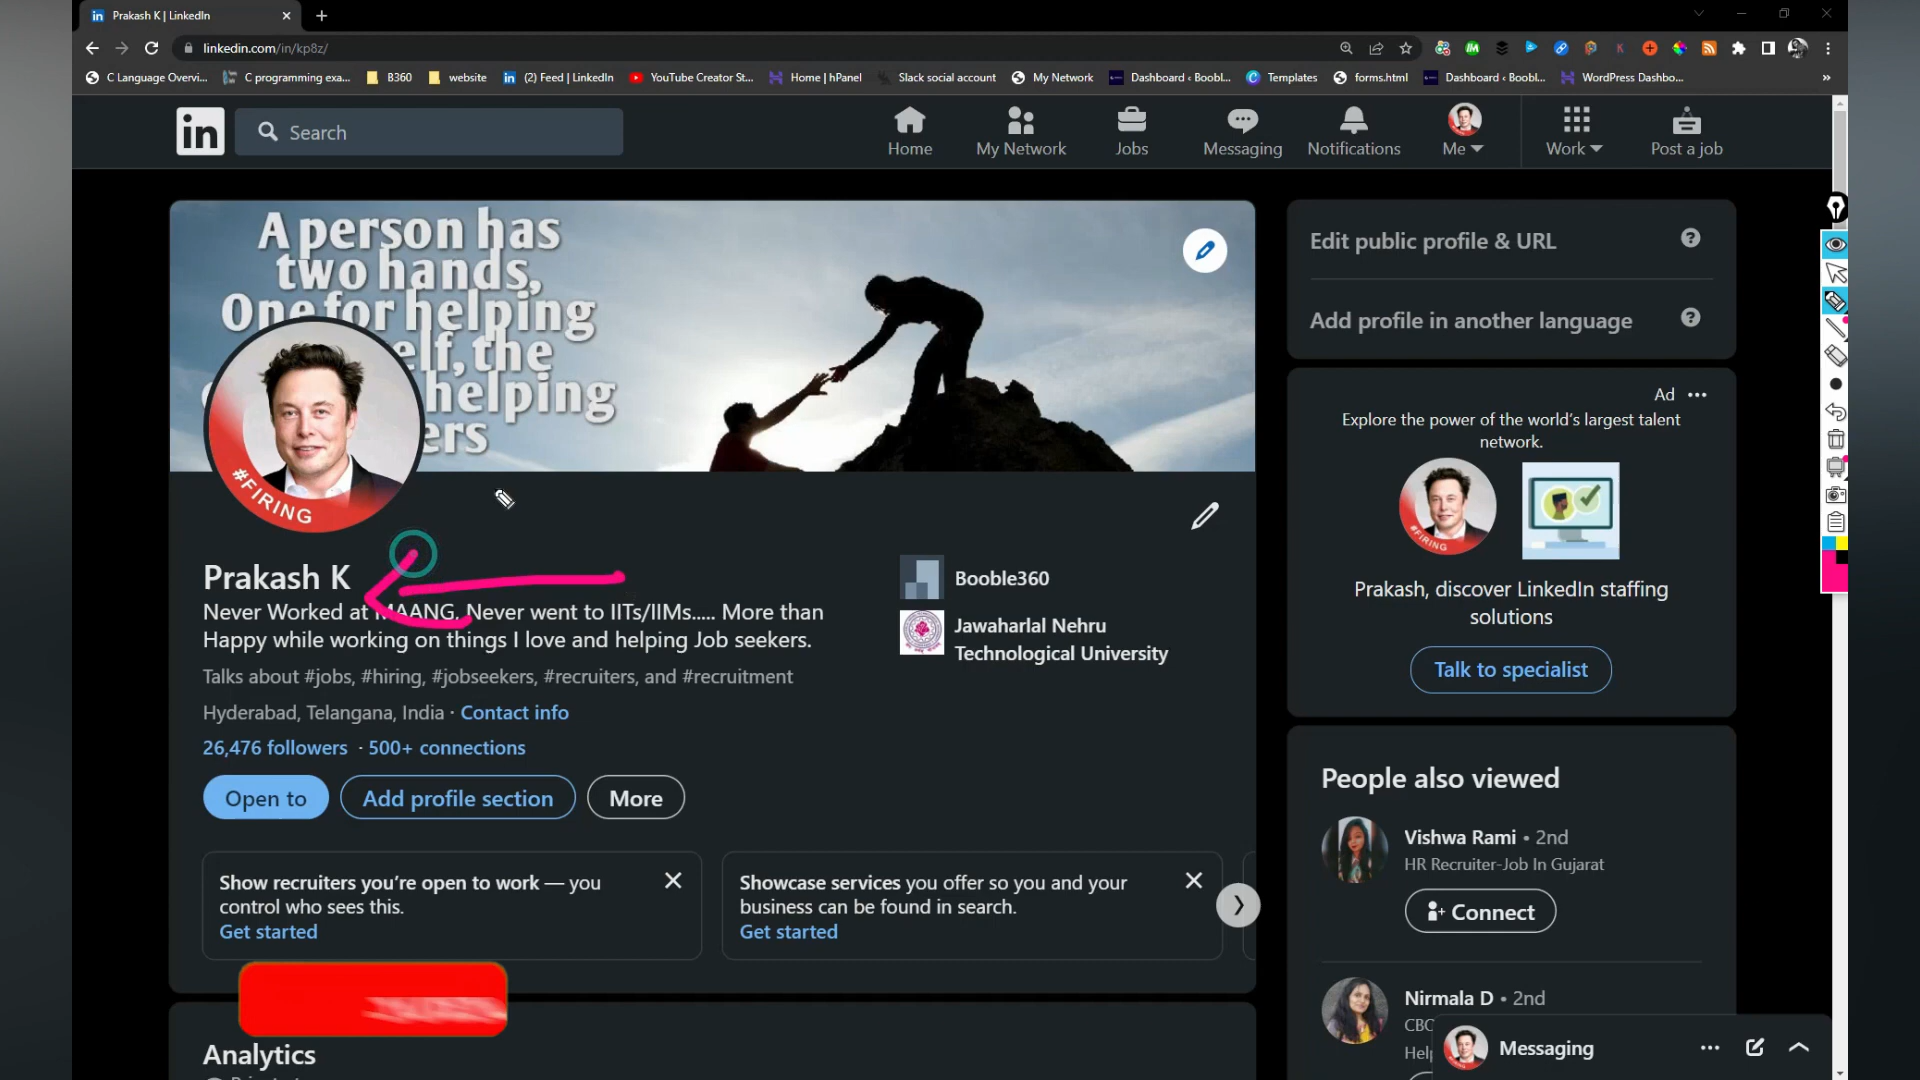 in Prakash K | LinkedIn
linkedin.com/in/kp8z/
C Language Overvi... C programming exa... B360 website in (2) Feed | LinkedIn YouTube Creator St... Home | hPanel Slack social account My Network Dashboard ‹ Boobl... Templates forms.html Dashboard ‹ Boobl... WordPress Dashbo... »
in Search Home My Network Jobs Messaging Notifications Me Work Post a job
A person has
two hands,
One for helping
elf, the
helping
ers
#FIRING
Prakash K
Never Worked at MAANG, Never went to IITs/IIMs..... More than
Happy while working on things I love and helping Job seekers.
Talks about #jobs, #hiring, #jobseekers, #recruiters, and #recruitment
Hyderabad, Telangana, India · Contact info
26,476 followers · 500+ connections
Open to Add profile section More
Booble360
Jawaharlal Nehru
Technological University
Show recruiters you're open to work — you
control who sees this.
Get started
Showcase services you offer so you and your
business can be found in search.
Get started
Analytics
Edit public profile & URL
Add profile in another language
Ad
Explore the power of the world's largest talent
network.
#FIRING
Prakash, discover LinkedIn staffing
solutions
Talk to specialist
People also viewed
Vishwa Rami • 2nd
HR Recruiter-Job In Gujarat
Connect
Nirmala D • 2nd
Messaging